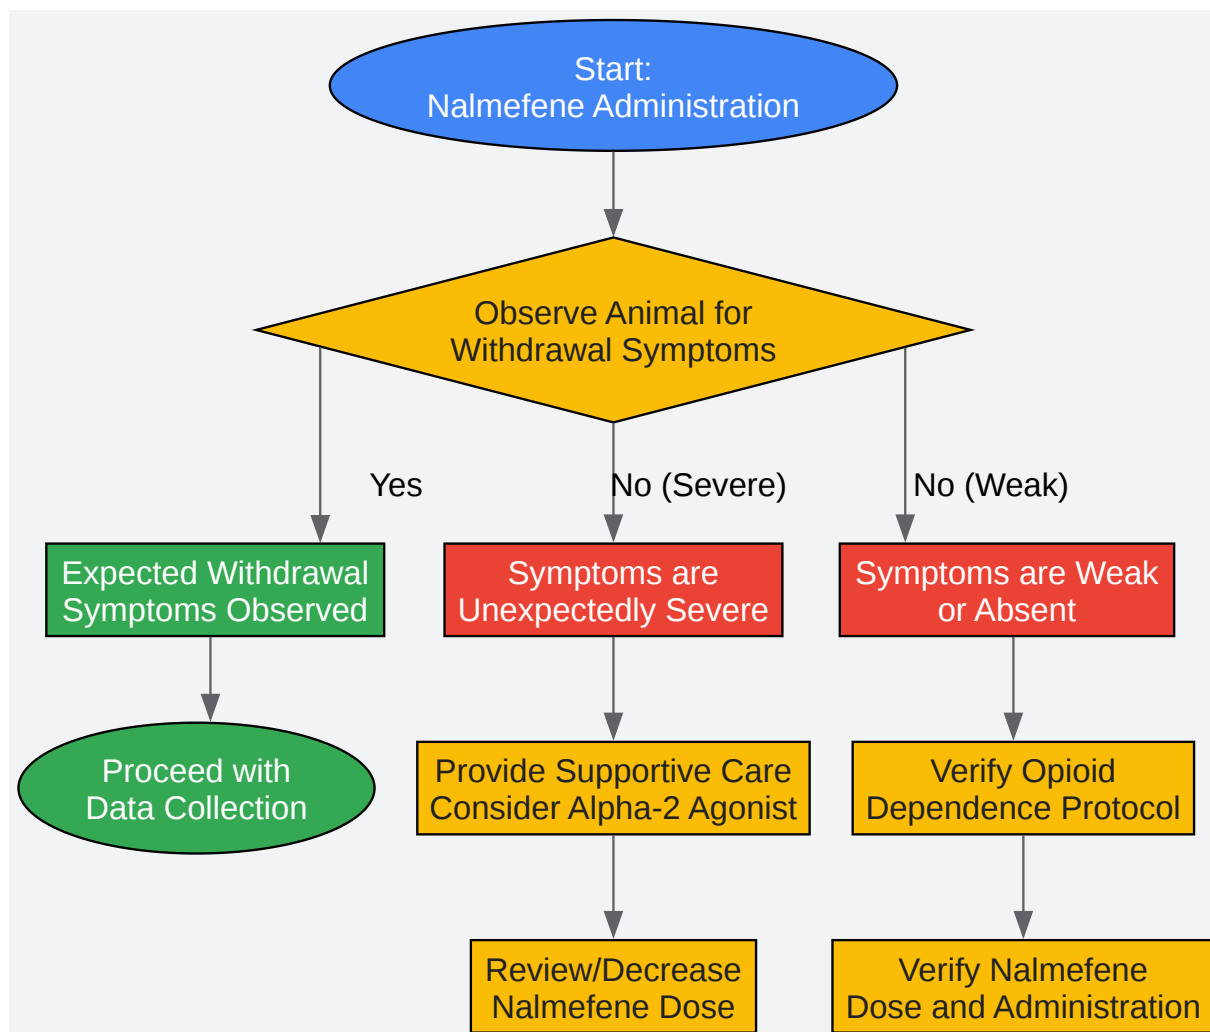 Start:
Nalmefene Administration
Observe Animal for
Withdrawal Symptoms
Yes
No (Severe)
No (Weak)
Expected Withdrawal
Symptoms Observed
Symptoms are
Unexpectedly Severe
Symptoms are Weak
or Absent
Proceed with
Data Collection
Provide Supportive Care
Consider Alpha-2 Agonist
Verify Opioid
Dependence Protocol
Review/Decrease
Nalmefene Dose
Verify Nalmefene
Dose and Administration